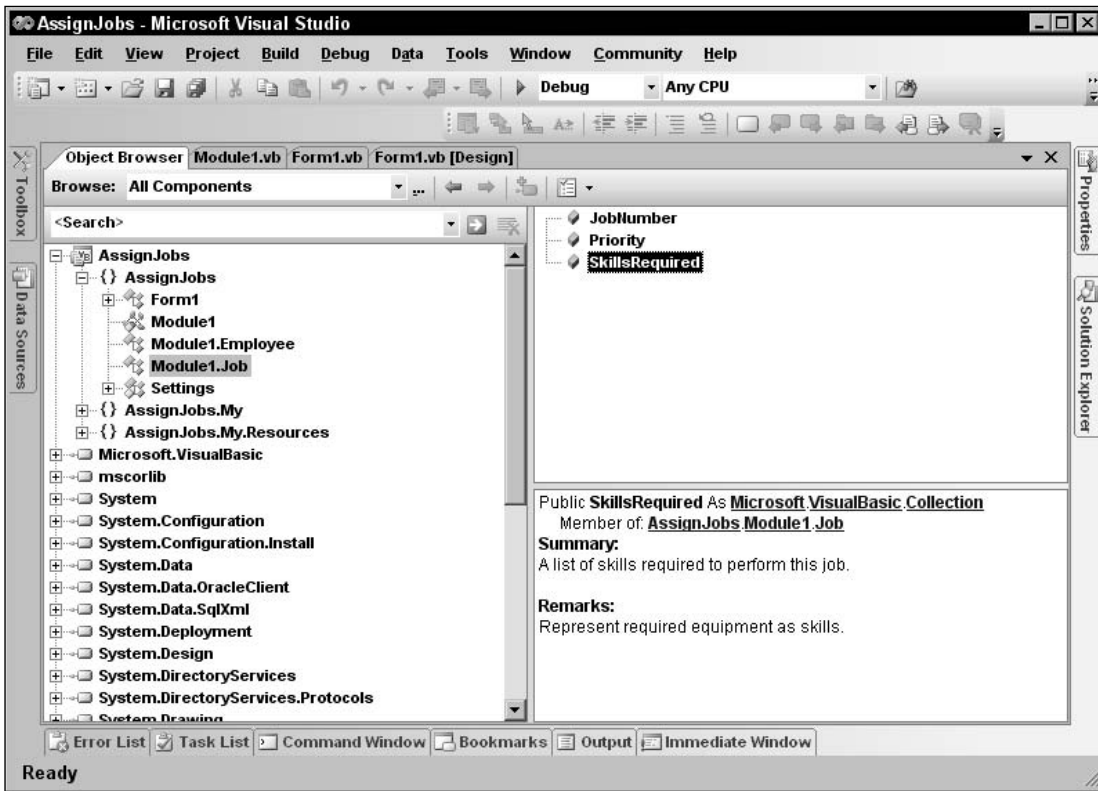 AssignJobs - Microsoft Visual Studio
File Edit View Project Build Debug Data Tools Window Community Help
Debug Any CPU
Object Browser Module1.vb Form1.vb Form1.vb [Design]
Browse: All Components ...
<Search>
AssignJobs
{} AssignJobs
Form1
Module1
Module1.Employee
Module1.Job
Settings
{} AssignJobs.My
{} AssignJobs.My.Resources
Microsoft.VisualBasic
mscorlib
System
System.Configuration
System.Configuration.Install
System.Data
System.Data.OracleClient
System.Data.SqlXml
System.Deployment
System.Design
System.DirectoryServices
System.DirectoryServices.Protocols
System.Drawing
JobNumber
Priority
SkillsRequired
Public SkillsRequired As Microsoft.VisualBasic.Collection
Member of: AssignJobs.Module1.Job
Summary:
A list of skills required to perform this job.
Remarks:
Represent required equipment as skills.
Toolbox
Data Sources
Properties
Solution Explorer
Error List Task List Command Window Bookmarks Output Immediate Window
Ready